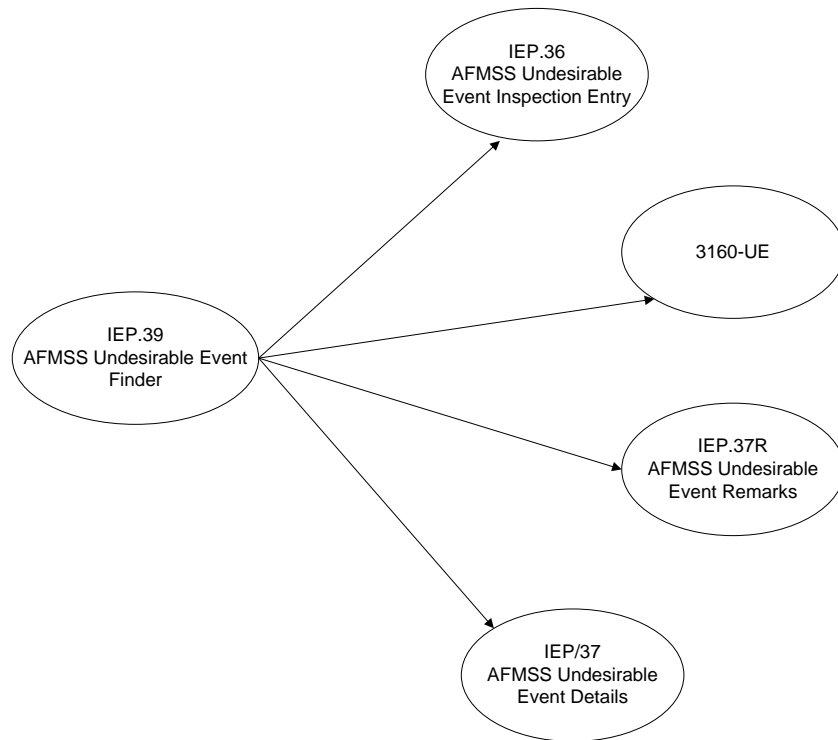 IEP.36
AFMSS Undesirable
Event Inspection Entry
3160-UE
IEP.39
AFMSS Undesirable Event
Finder
IEP.37R
AFMSS Undesirable
Event Remarks
IEP/37
AFMSS Undesirable
Event Details